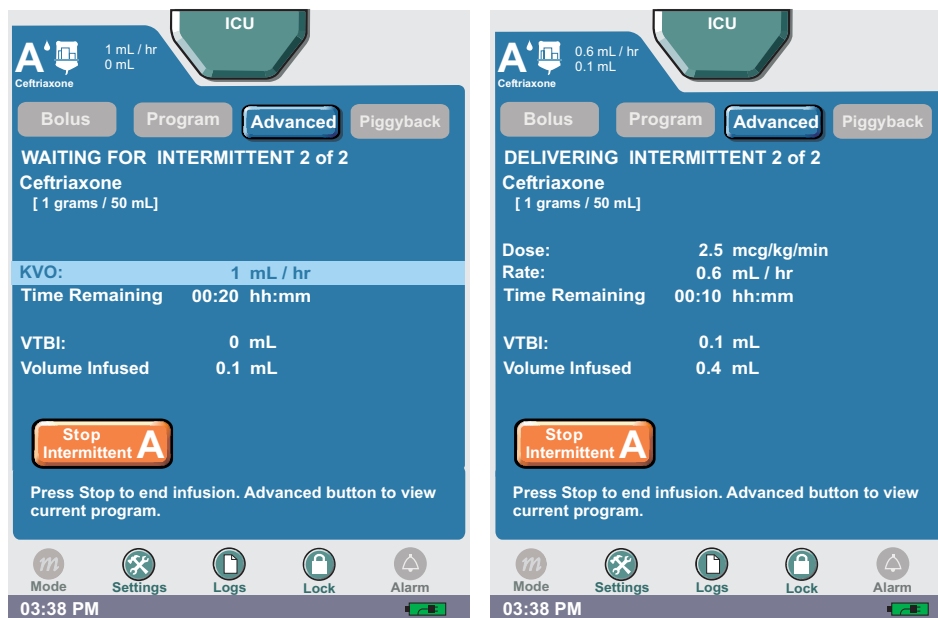 ICU
A
1 mL / hr
0 mL
Ceftriaxone
Bolus
Program
Advanced
Piggyback
WAITING FOR INTERMITTENT 2 of 2
Ceftriaxone
[ 1 grams / 50 mL]
KVO: 1 mL / hr
Time Remaining 00:20 hh:mm
VTBI: 0 mL
Volume Infused 0.1 mL
Stop
Intermittent A
Press Stop to end infusion. Advanced button to view
current program.
m
Mode
Settings
Logs
Lock
Alarm
03:38 PM
ICU
A
0.6 mL / hr
0.1 mL
Ceftriaxone
Bolus
Program
Advanced
Piggyback
DELIVERING INTERMITTENT 2 of 2
Ceftriaxone
[ 1 grams / 50 mL]
Dose: 2.5 mcg/kg/min
Rate: 0.6 mL / hr
Time Remaining 00:10 hh:mm
VTBI: 0.1 mL
Volume Infused 0.4 mL
Stop
Intermittent A
Press Stop to end infusion. Advanced button to view
current program.
m
Mode
Settings
Logs
Lock
Alarm
03:38 PM